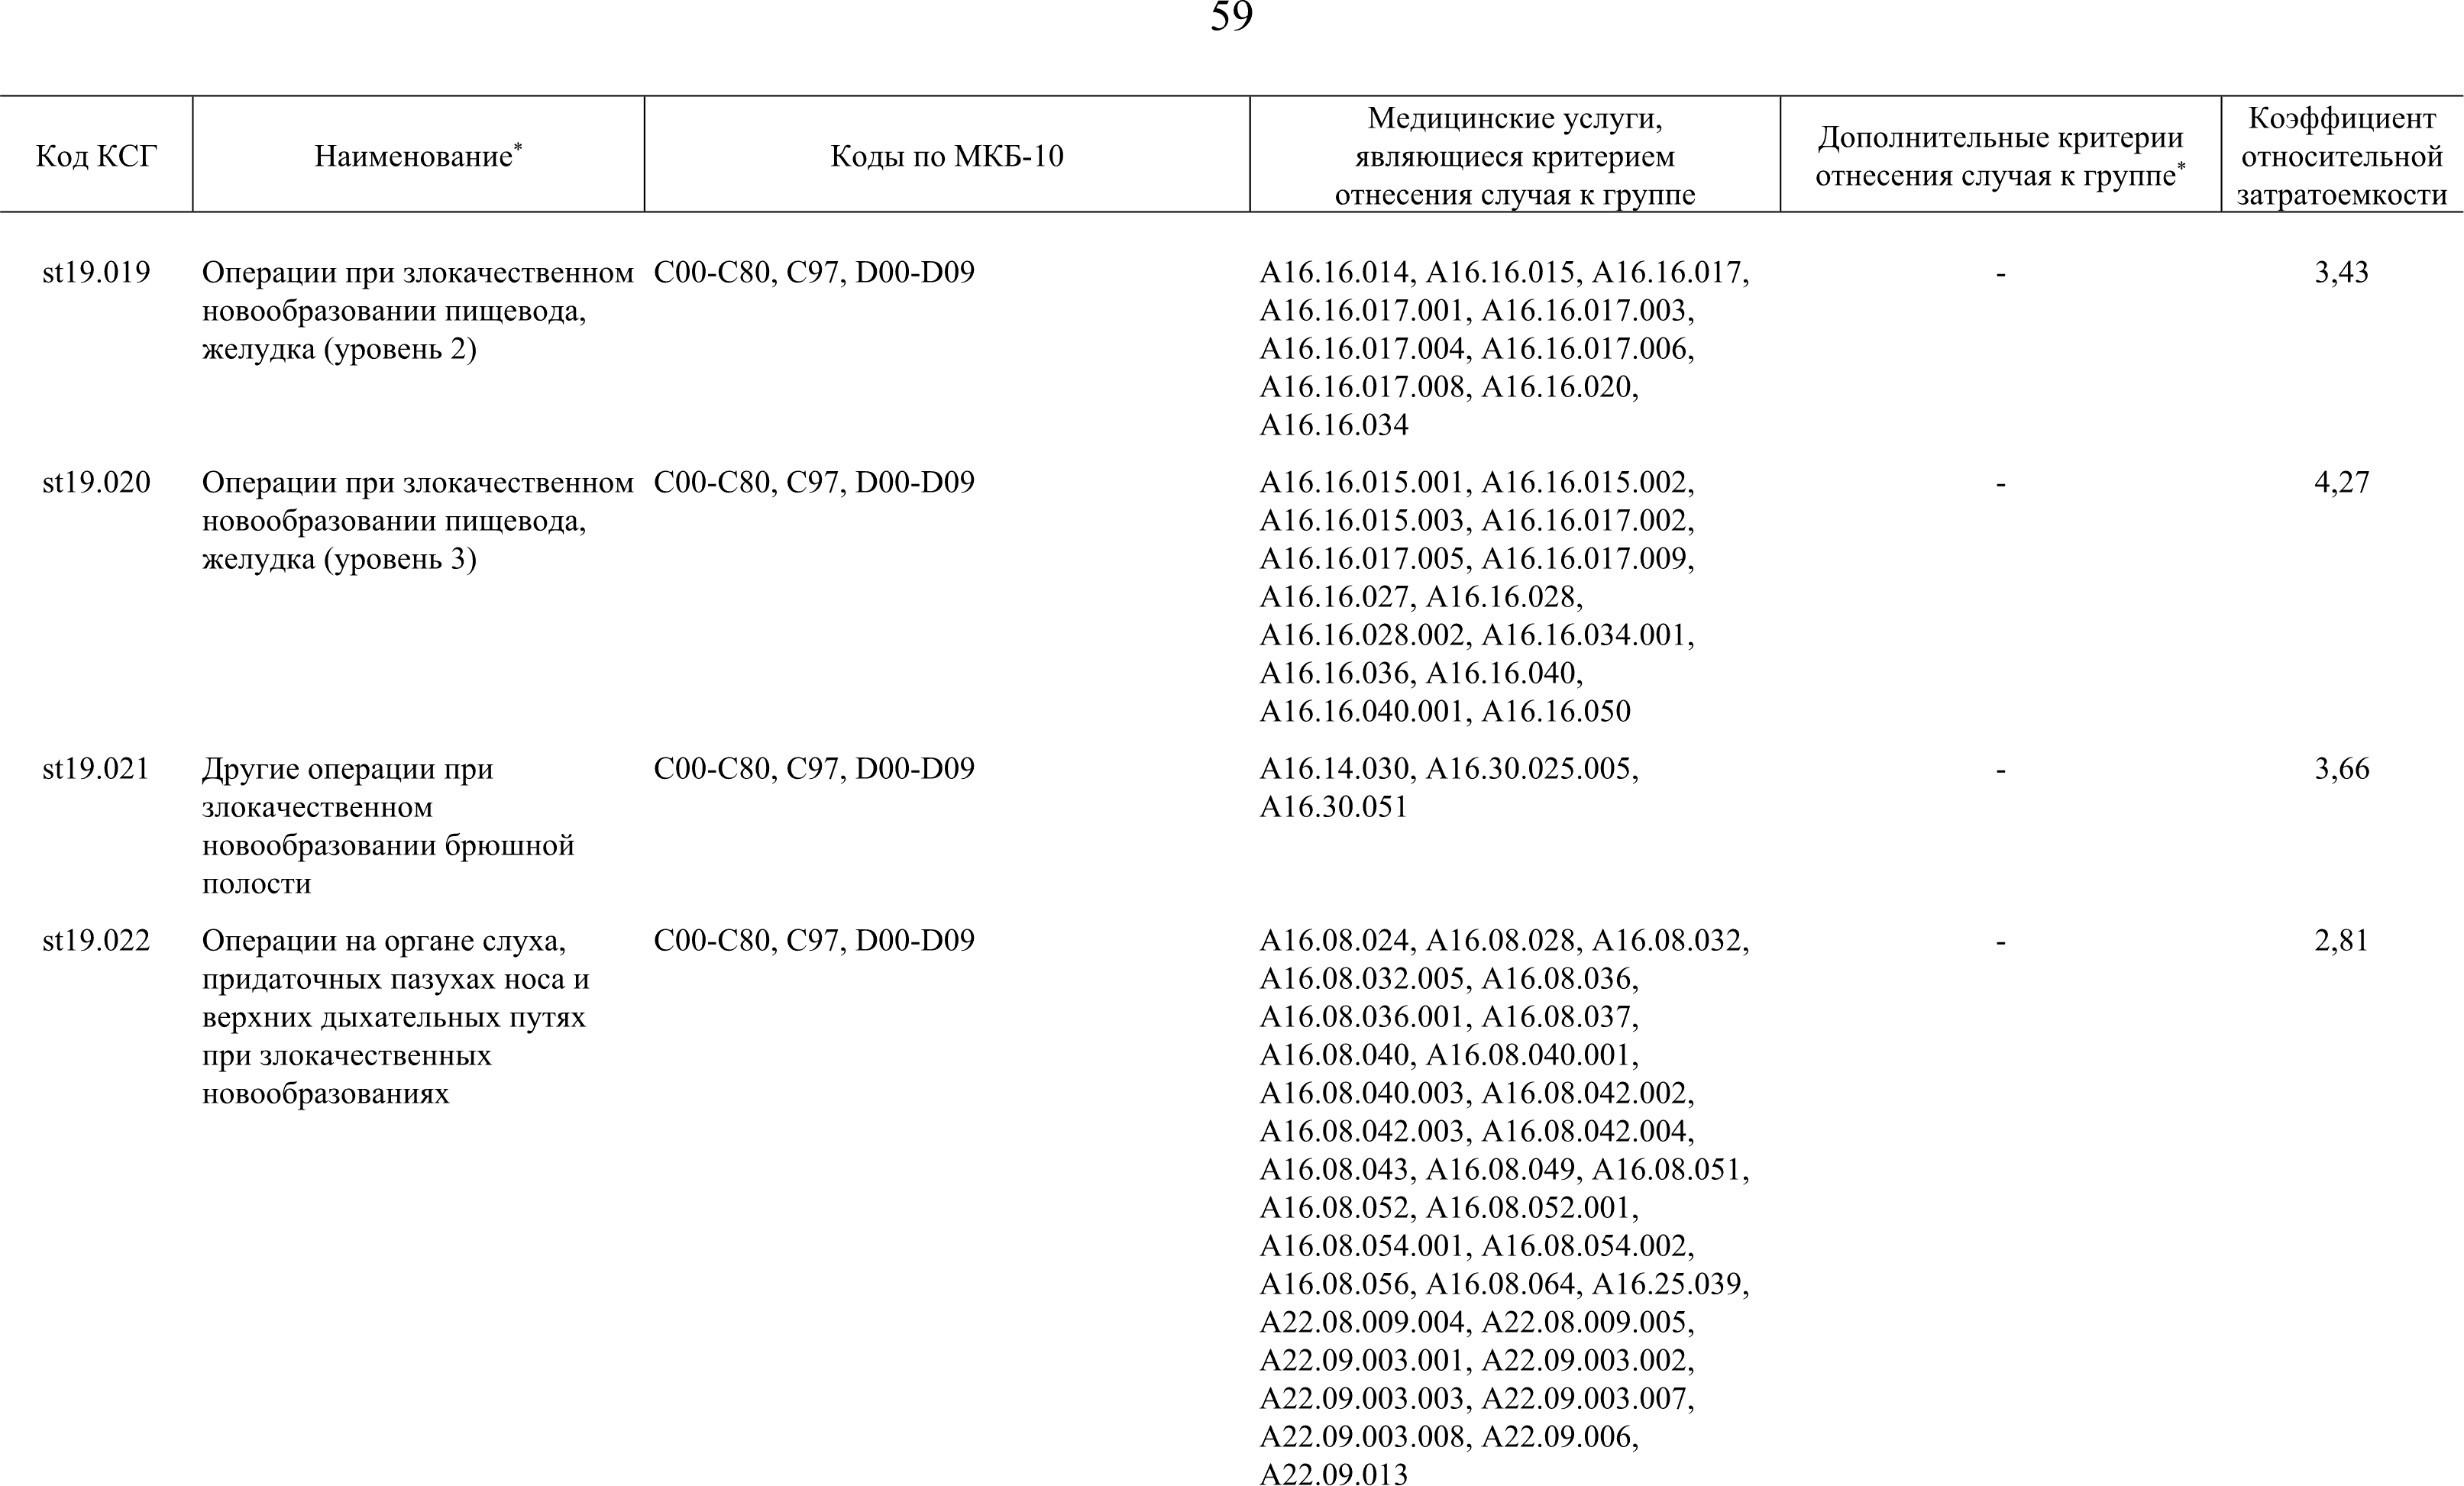 59
Код КСГ
Наименование*
Коды по МКБ-10
Медицинские услуги,
являющиеся критерием
отнесения случая к группе
Дополнительные критерии
отнесения случая к группе*
Коэффициент
относительной
затратоемкости
st19.019
Операции при злокачественном
новообразовании пищевода,
желудка (уровень 2)
C00-C80, C97, D00-D09
A16.16.014, A16.16.015, A16.16.017,
A16.16.017.001, A16.16.017.003,
A16.16.017.004, A16.16.017.006,
A16.16.017.008, A16.16.020,
A16.16.034
-
3,43
st19.020
Операции при злокачественном
новообразовании пищевода,
желудка (уровень 3)
C00-C80, C97, D00-D09
A16.16.015.001, A16.16.015.002,
A16.16.015.003, A16.16.017.002,
A16.16.017.005, A16.16.017.009,
A16.16.027, A16.16.028,
A16.16.028.002, A16.16.034.001,
A16.16.036, A16.16.040,
A16.16.040.001, A16.16.050
-
4,27
st19.021
Другие операции при
злокачественном
новообразовании брюшной
полости
C00-C80, C97, D00-D09
A16.14.030, A16.30.025.005,
A16.30.051
-
3,66
st19.022
Операции на органе слуха,
придаточных пазухах носа и
верхних дыхательных путях
при злокачественных
новообразованиях
C00-C80, C97, D00-D09
A16.08.024, A16.08.028, A16.08.032,
A16.08.032.005, A16.08.036,
A16.08.036.001, A16.08.037,
A16.08.040, A16.08.040.001,
A16.08.040.003, A16.08.042.002,
A16.08.042.003, A16.08.042.004,
A16.08.043, A16.08.049, A16.08.051,
A16.08.052, A16.08.052.001,
A16.08.054.001, A16.08.054.002,
A16.08.056, A16.08.064, A16.25.039,
A22.08.009.004, A22.08.009.005,
A22.09.003.001, A22.09.003.002,
A22.09.003.003, A22.09.003.007,
A22.09.003.008, A22.09.006,
A22.09.013
-
2,81